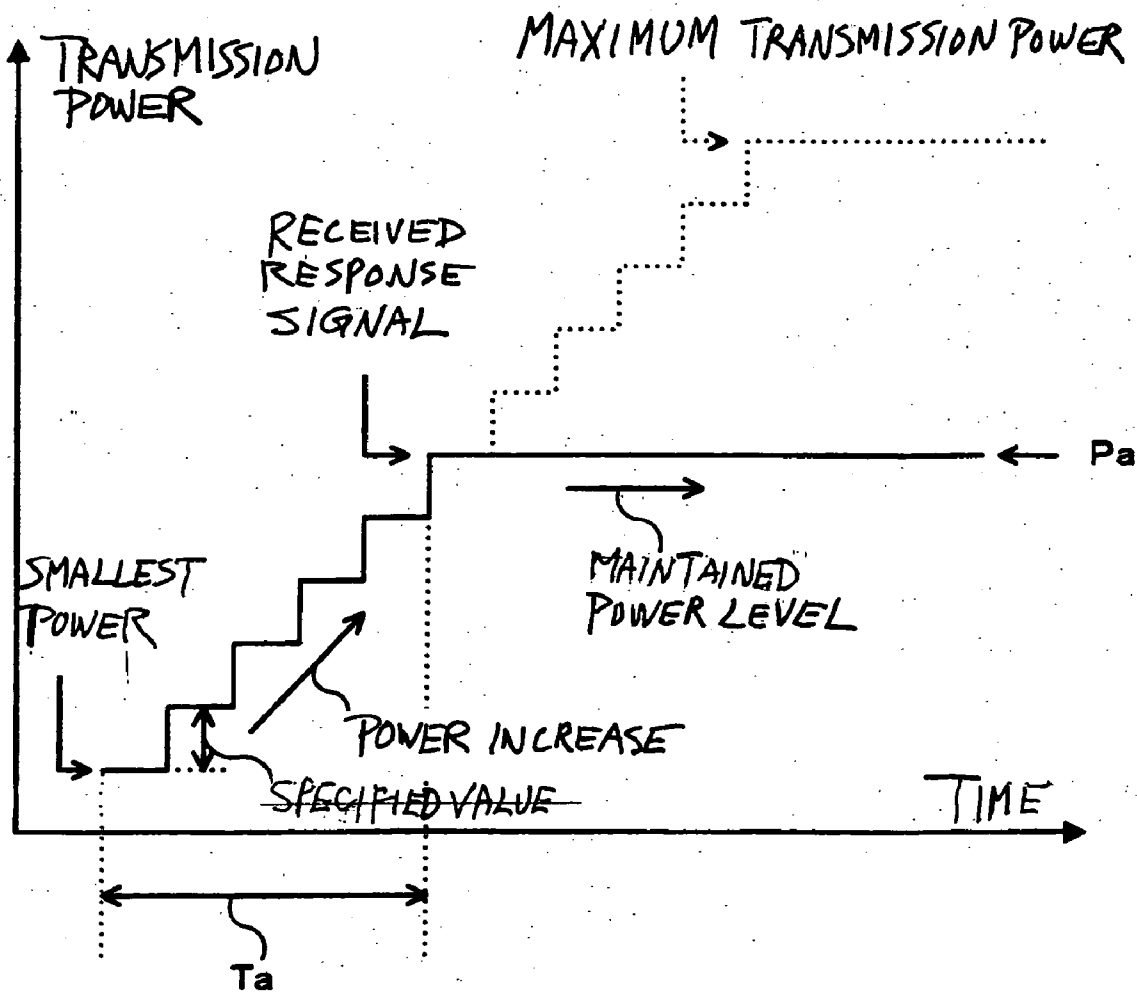 TRANSMISSION
POWER
MAXIMUM TRANSMISSION POWER
RECEIVED
RESPONSE
SIGNAL
Pa
SMALLEST
POWER
MAINTAINED
POWER LEVEL
POWER INCREASE
SPECIFIED VALUE
TIME
Ta